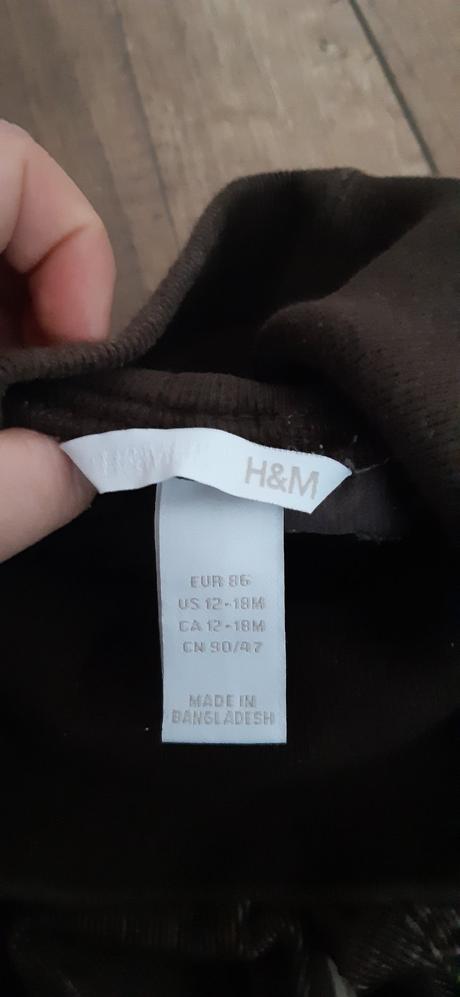 H&M
EUR 86
US 12-18M
CA 12-18M
CN 90/47
MADE IN
BANGLADESH